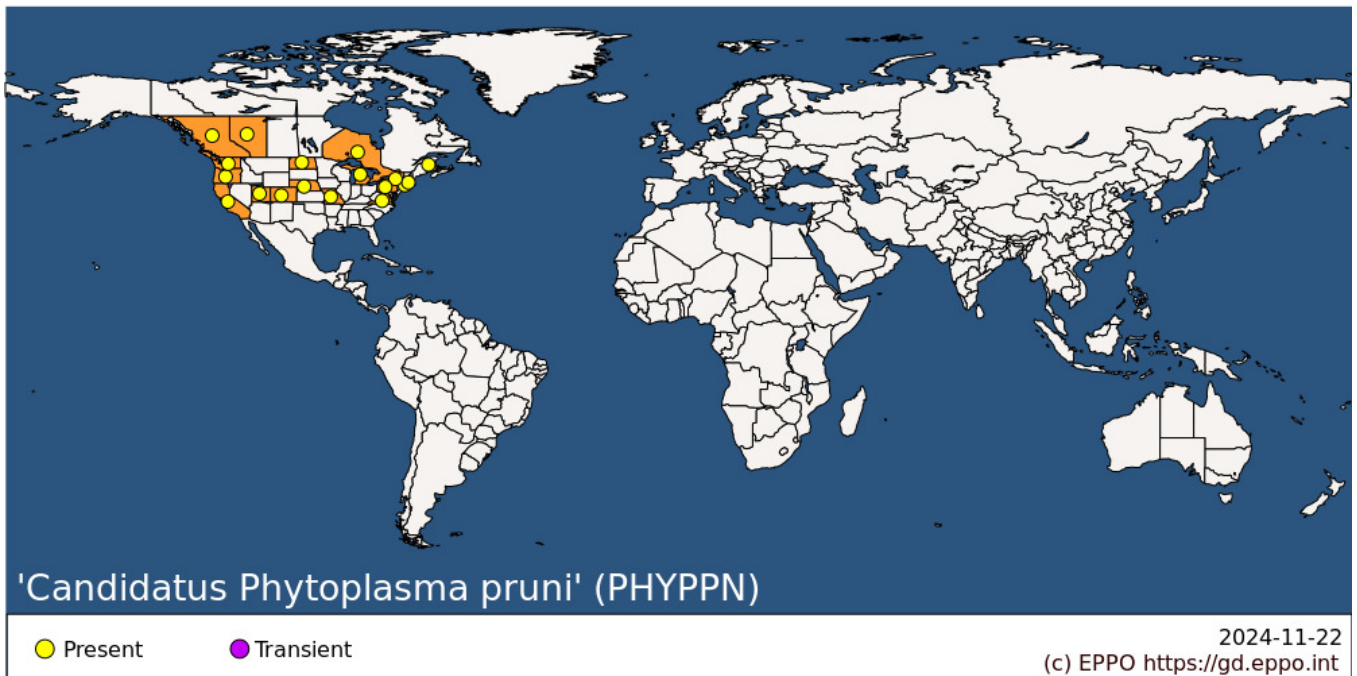 'Candidatus Phytoplasma pruni' (PHYPPN)
Present
Transient
2024-11-22
(c) EPPO https://gd.eppo.int